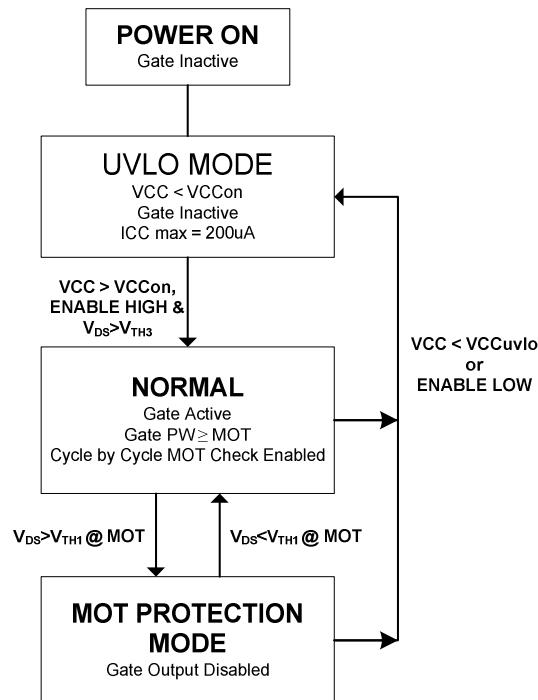 POWER ON
Gate Inactive
UVLO MODE
VCC < VCCon
Gate Inactive
ICC max = 200uA
VCC > VCCon,
ENABLE HIGH &
VDS>VTH3
VCC < VCCuvlo
or
ENABLE LOW
NORMAL
Gate Active
Gate PW ≥ MOT
Cycle by Cycle MOT Check Enabled
VDS>VTH1 @ MOT
VDS<VTH1 @ MOT
MOT PROTECTION
MODE
Gate Output Disabled